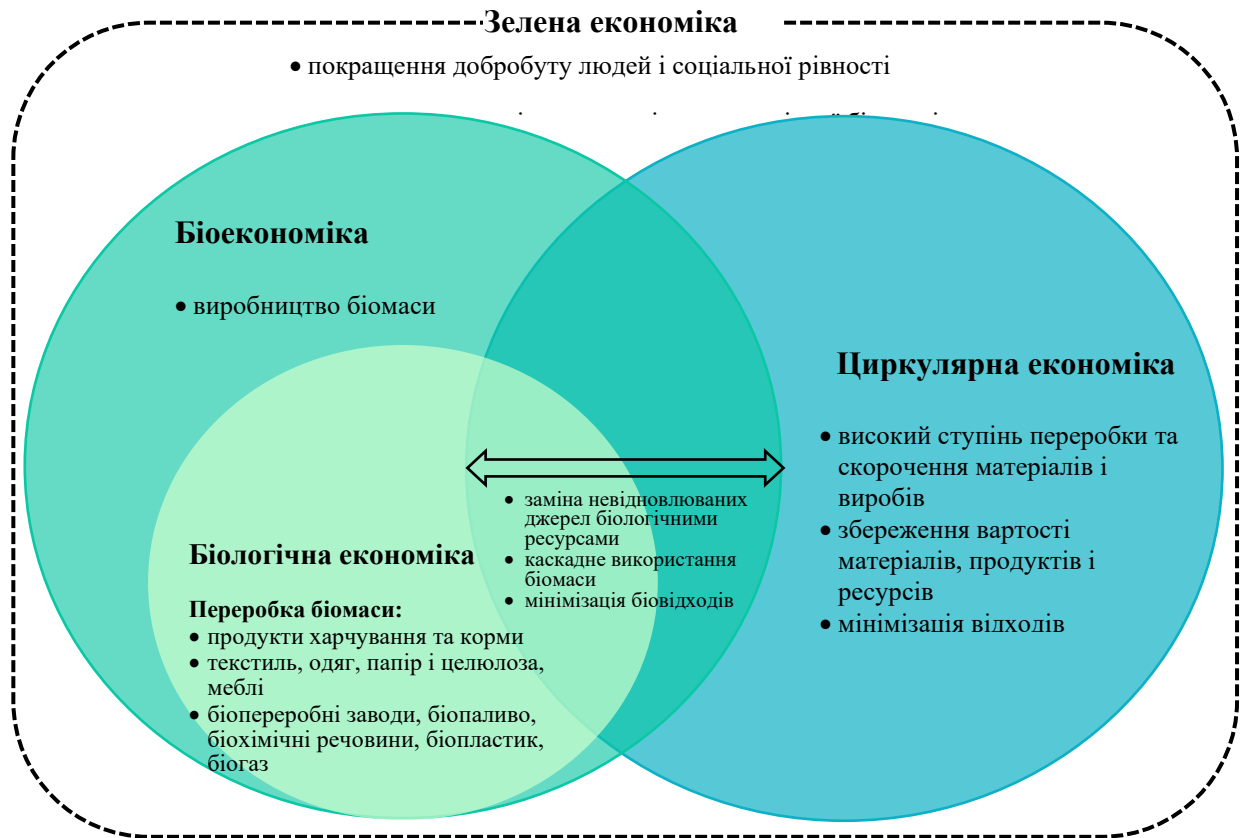 Зелена економіка
• покращення добробуту людей і соціальної рівності
Біоекономіка
• виробництво біомаси
Циркулярна економіка
• високий ступінь переробки та
скорочення матеріалів і
виробів
• збереження вартості
матеріалів, продуктів і
ресурсів
• мінімізація відходів
• заміна невідновлюваних
джерел біологічними
ресурсами
• каскадне використання
біомаси
• мінімізація біовідходів
Біологічна економіка
Переробка біомаси:
• продукти харчування та корми
• текстиль, одяг, папір і целюлоза,
меблі
• біопереробні заводи, біопаливо,
біохімічні речовини, біопластик,
біогаз